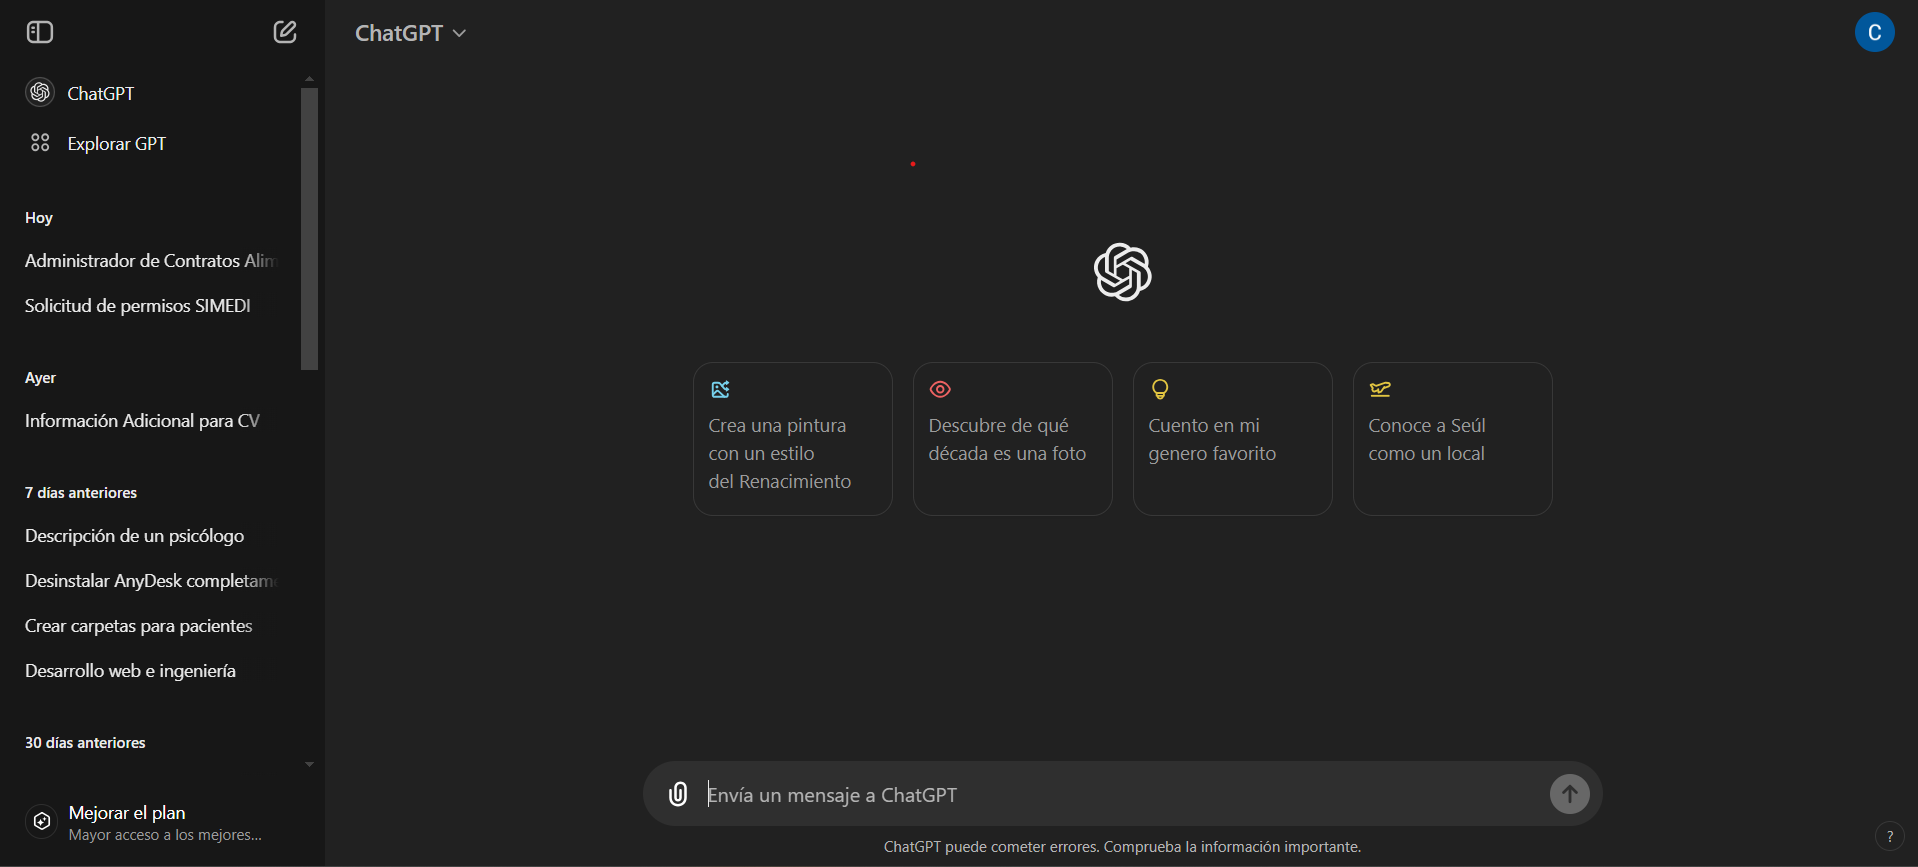 ChatGPT
C
ChatGPT
Explorar GPT
Hoy
Administrador de Contratos Alim
Solicitud de permisos SIMEDI
Ayer
Información Adicional para CV
7 días anteriores
Descripción de un psicólogo
Desinstalar AnyDesk completam
Crear carpetas para pacientes
Desarrollo web e ingeniería
30 días anteriores
Mejorar el plan
Mayor acceso a los mejores...
Crea una pintura
con un estilo
del Renacimiento
Descubre de qué
década es una foto
Cuento en mi
genero favorito
Conoce a Seúl
como un local
Envía un mensaje a ChatGPT
ChatGPT puede cometer errores. Comprueba la información importante.
?